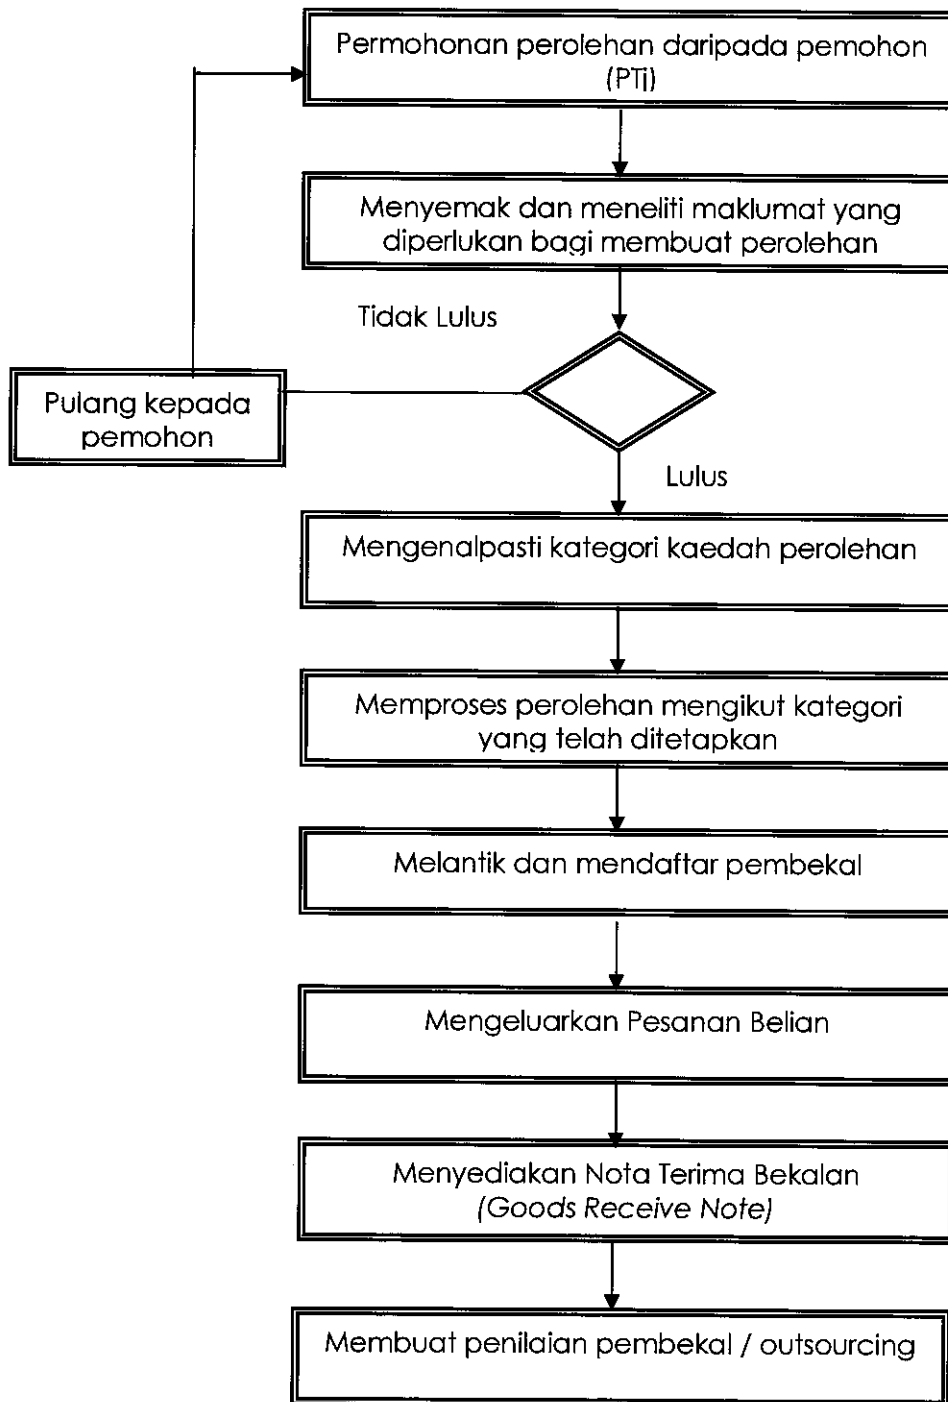 Permohonan perolehan daripada pemohon
(PTj)
Menyemak dan meneliti maklumat yang
diperlukan bagi membuat perolehan
Tidak Lulus
Pulang kepada
pemohon
Lulus
Mengenalpasti kategori kaedah perolehan
Memproses perolehan mengikut kategori
yang telah ditetapkan
Melantik dan mendaftar pembekal
Mengeluarkan Pesanan Belian
Menyediakan Nota Terima Bekalan
(Goods Receive Note)
Membuat penilaian pembekal / outsourcing